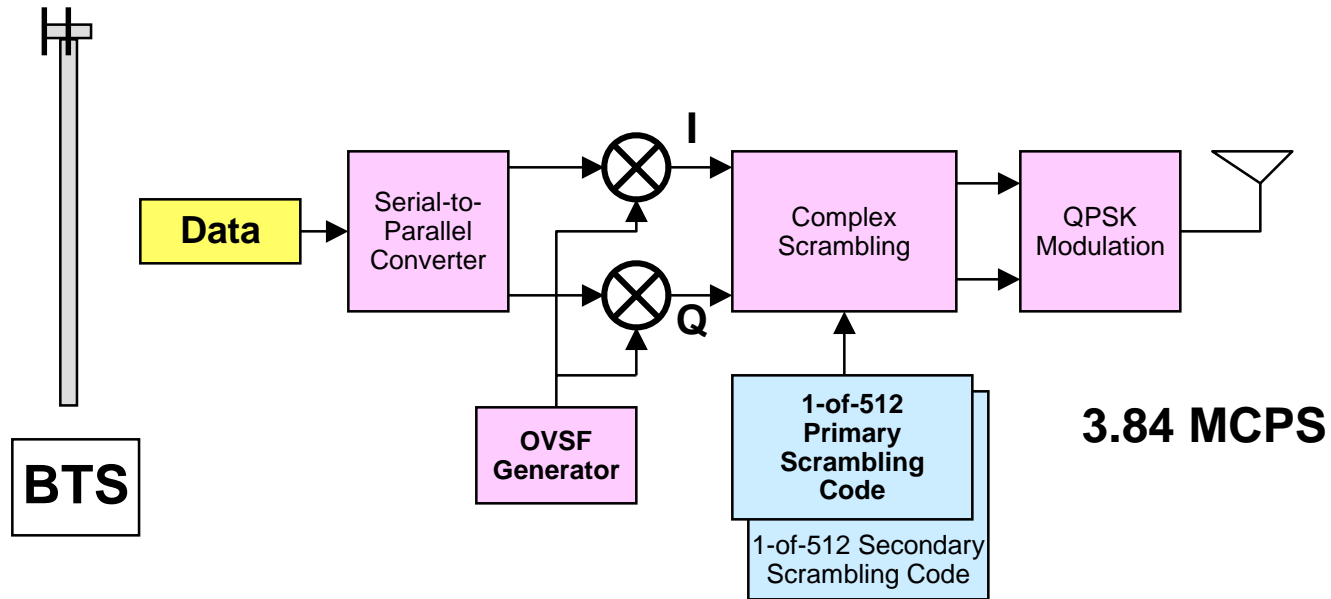 BTS
Data
Serial-to-
Parallel
Converter
I
Q
OVSF
Generator
Complex
Scrambling
1-of-512
Primary
Scrambling
Code
1-of-512 Secondary
Scrambling Code
QPSK
Modulation
3.84 MCPS